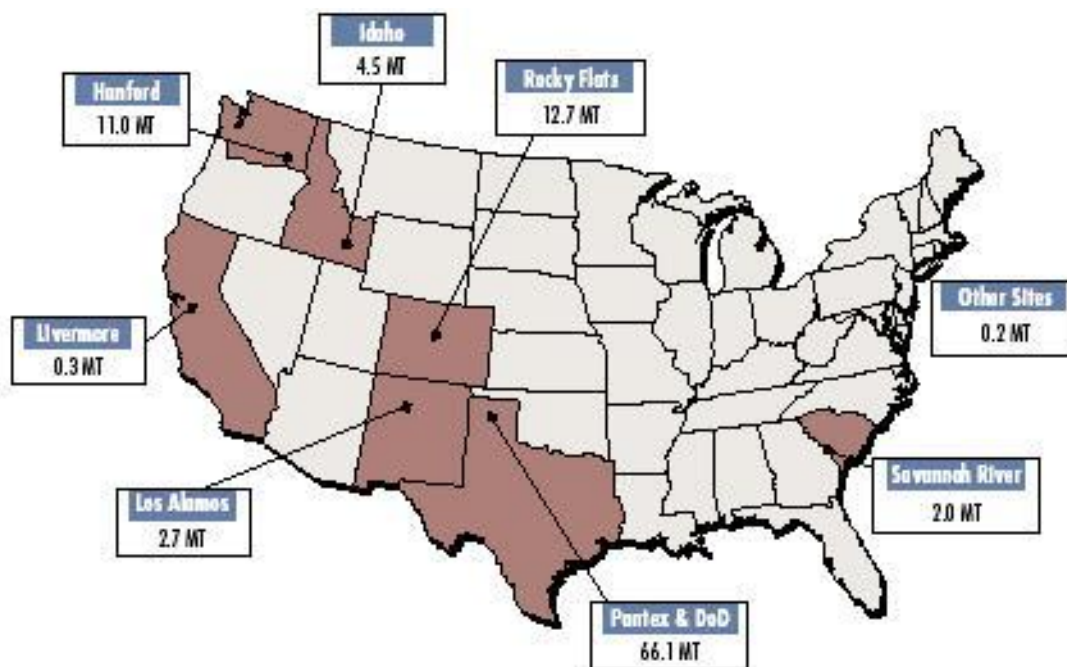 Idaho
4.5 MT
Rocky Flats
12.7 MT
Hanford
11.0 MT
Other Sites
0.2 MT
Livermore
0.3 MT
Savannah River
2.0 MT
Los Alamos
2.7 MT
Pantex & DoD
66.1 MT